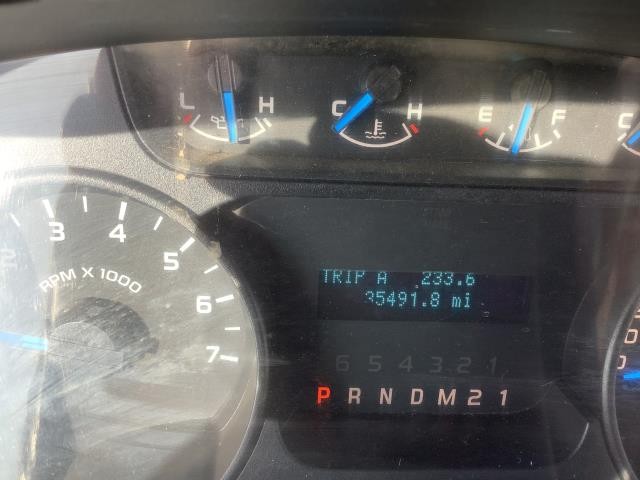 L H C H E F C
2 3 4 5 6 7
RPM X 1000
TRIP A 233.6
35491.8 mi
6 5 4 3 2 1
P R N D M 2 1